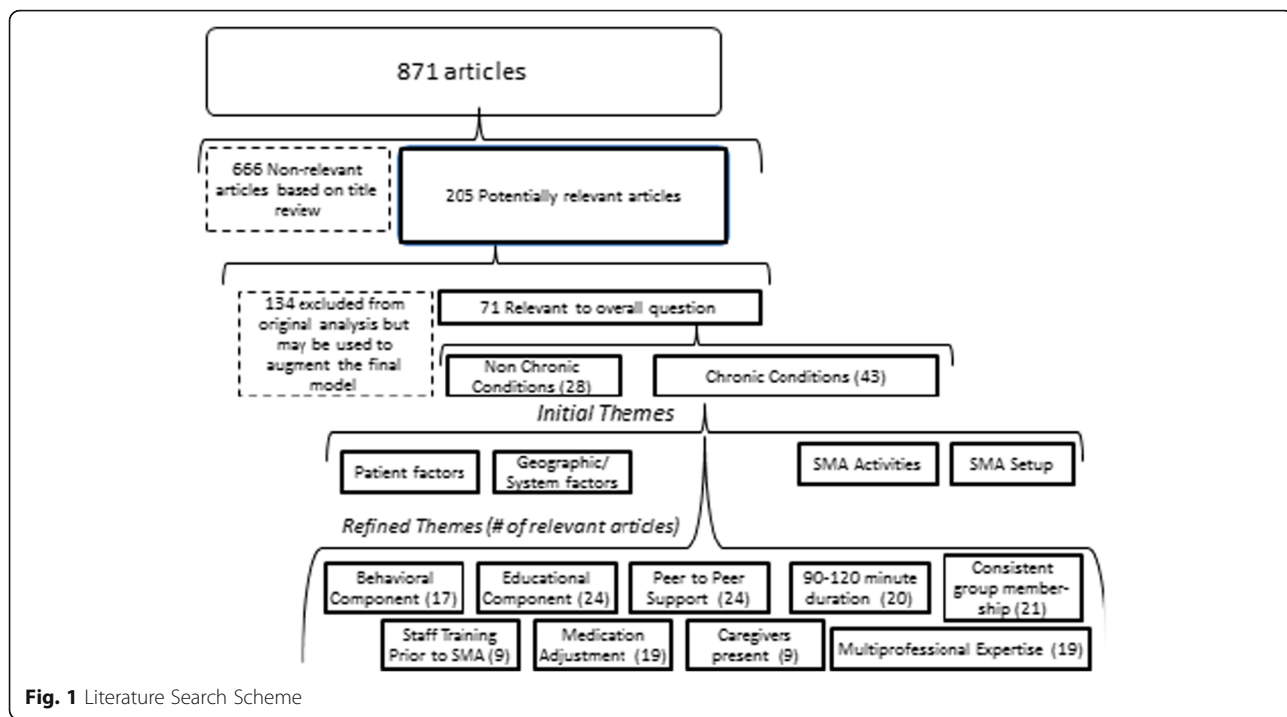 871 articles
666 Non-relevant
articles based on title
review
205 Potentially relevant articles
134 excluded from
original analysis but
may be used to
augment the final
model
71 Relevant to overall question
Non Chronic
Conditions (28)
Chronic Conditions (43)
Initial Themes
Patient factors
Geographic/
System factors
SMA Activities
SMA Setup
Refined Themes (# of relevant articles)
Behavioral
Component (17)
Educational
Component (24)
Peer to Peer
Support (24)
90-120 minute
duration (20)
Consistent
group member-
ship (21)
Staff Training
Prior to SMA (9)
Medication
Adjustment (19)
Caregivers
present (9)
Multiprofessional Expertise (19)
Fig. 1 Literature Search Scheme